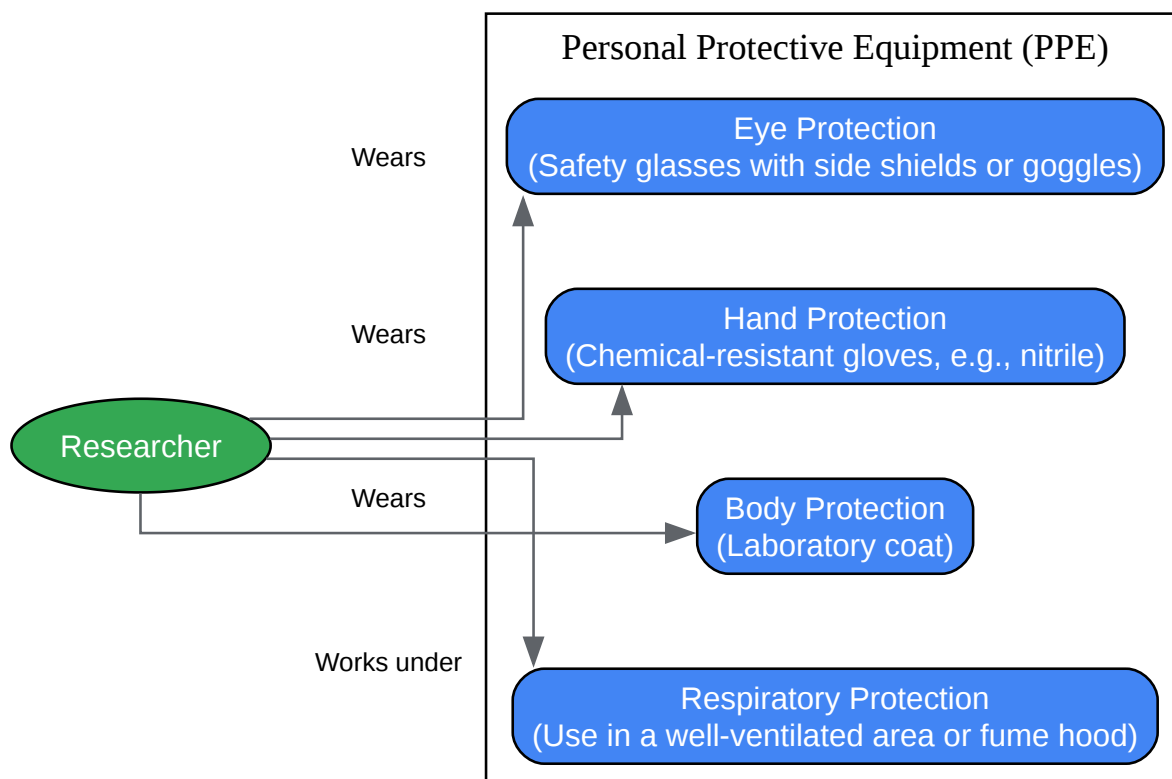 Personal Protective Equipment (PPE)
Wears
Eye Protection
(Safety glasses with side shields or goggles)
Wears
Hand Protection
(Chemical-resistant gloves, e.g., nitrile)
Researcher
Wears
Body Protection
(Laboratory coat)
Works under
Respiratory Protection
(Use in a well-ventilated area or fume hood)